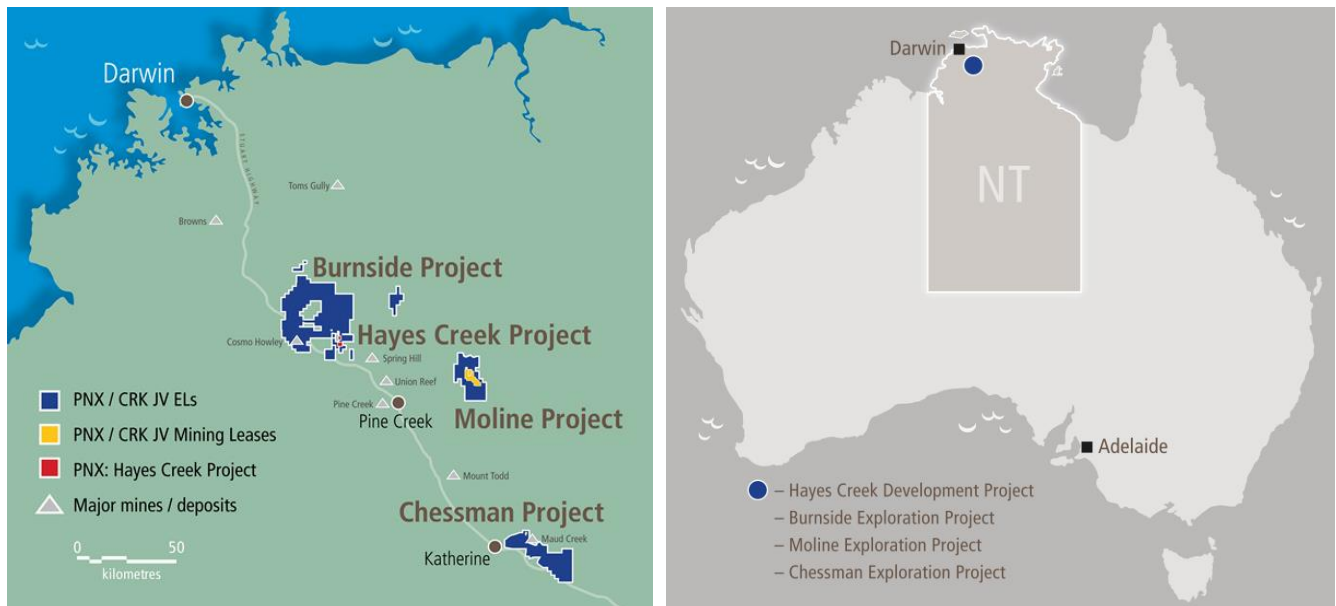 Darwin
STUART HIGHWAY
Toms Gully
Browns
Burnside Project
Hayes Creek Project
Cosmo Howley
Spring Hill
Union Reef
Pine Creek
Pine Creek
Moline Project
PNX / CRK JV ELs
PNX / CRK JV Mining Leases
PNX: Hayes Creek Project
Major mines / deposits
Mount Todd
Chessman Project
Maud Creek
Katherine
0 50
kilometres
Darwin
NT
Adelaide
– Hayes Creek Development Project
– Burnside Exploration Project
– Moline Exploration Project
– Chessman Exploration Project